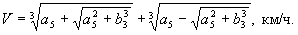 V = ∛(a₅ + √(a₅² + b₃³)) + ∛(a₅ − √(a₅² + b₃³)), км/ч.